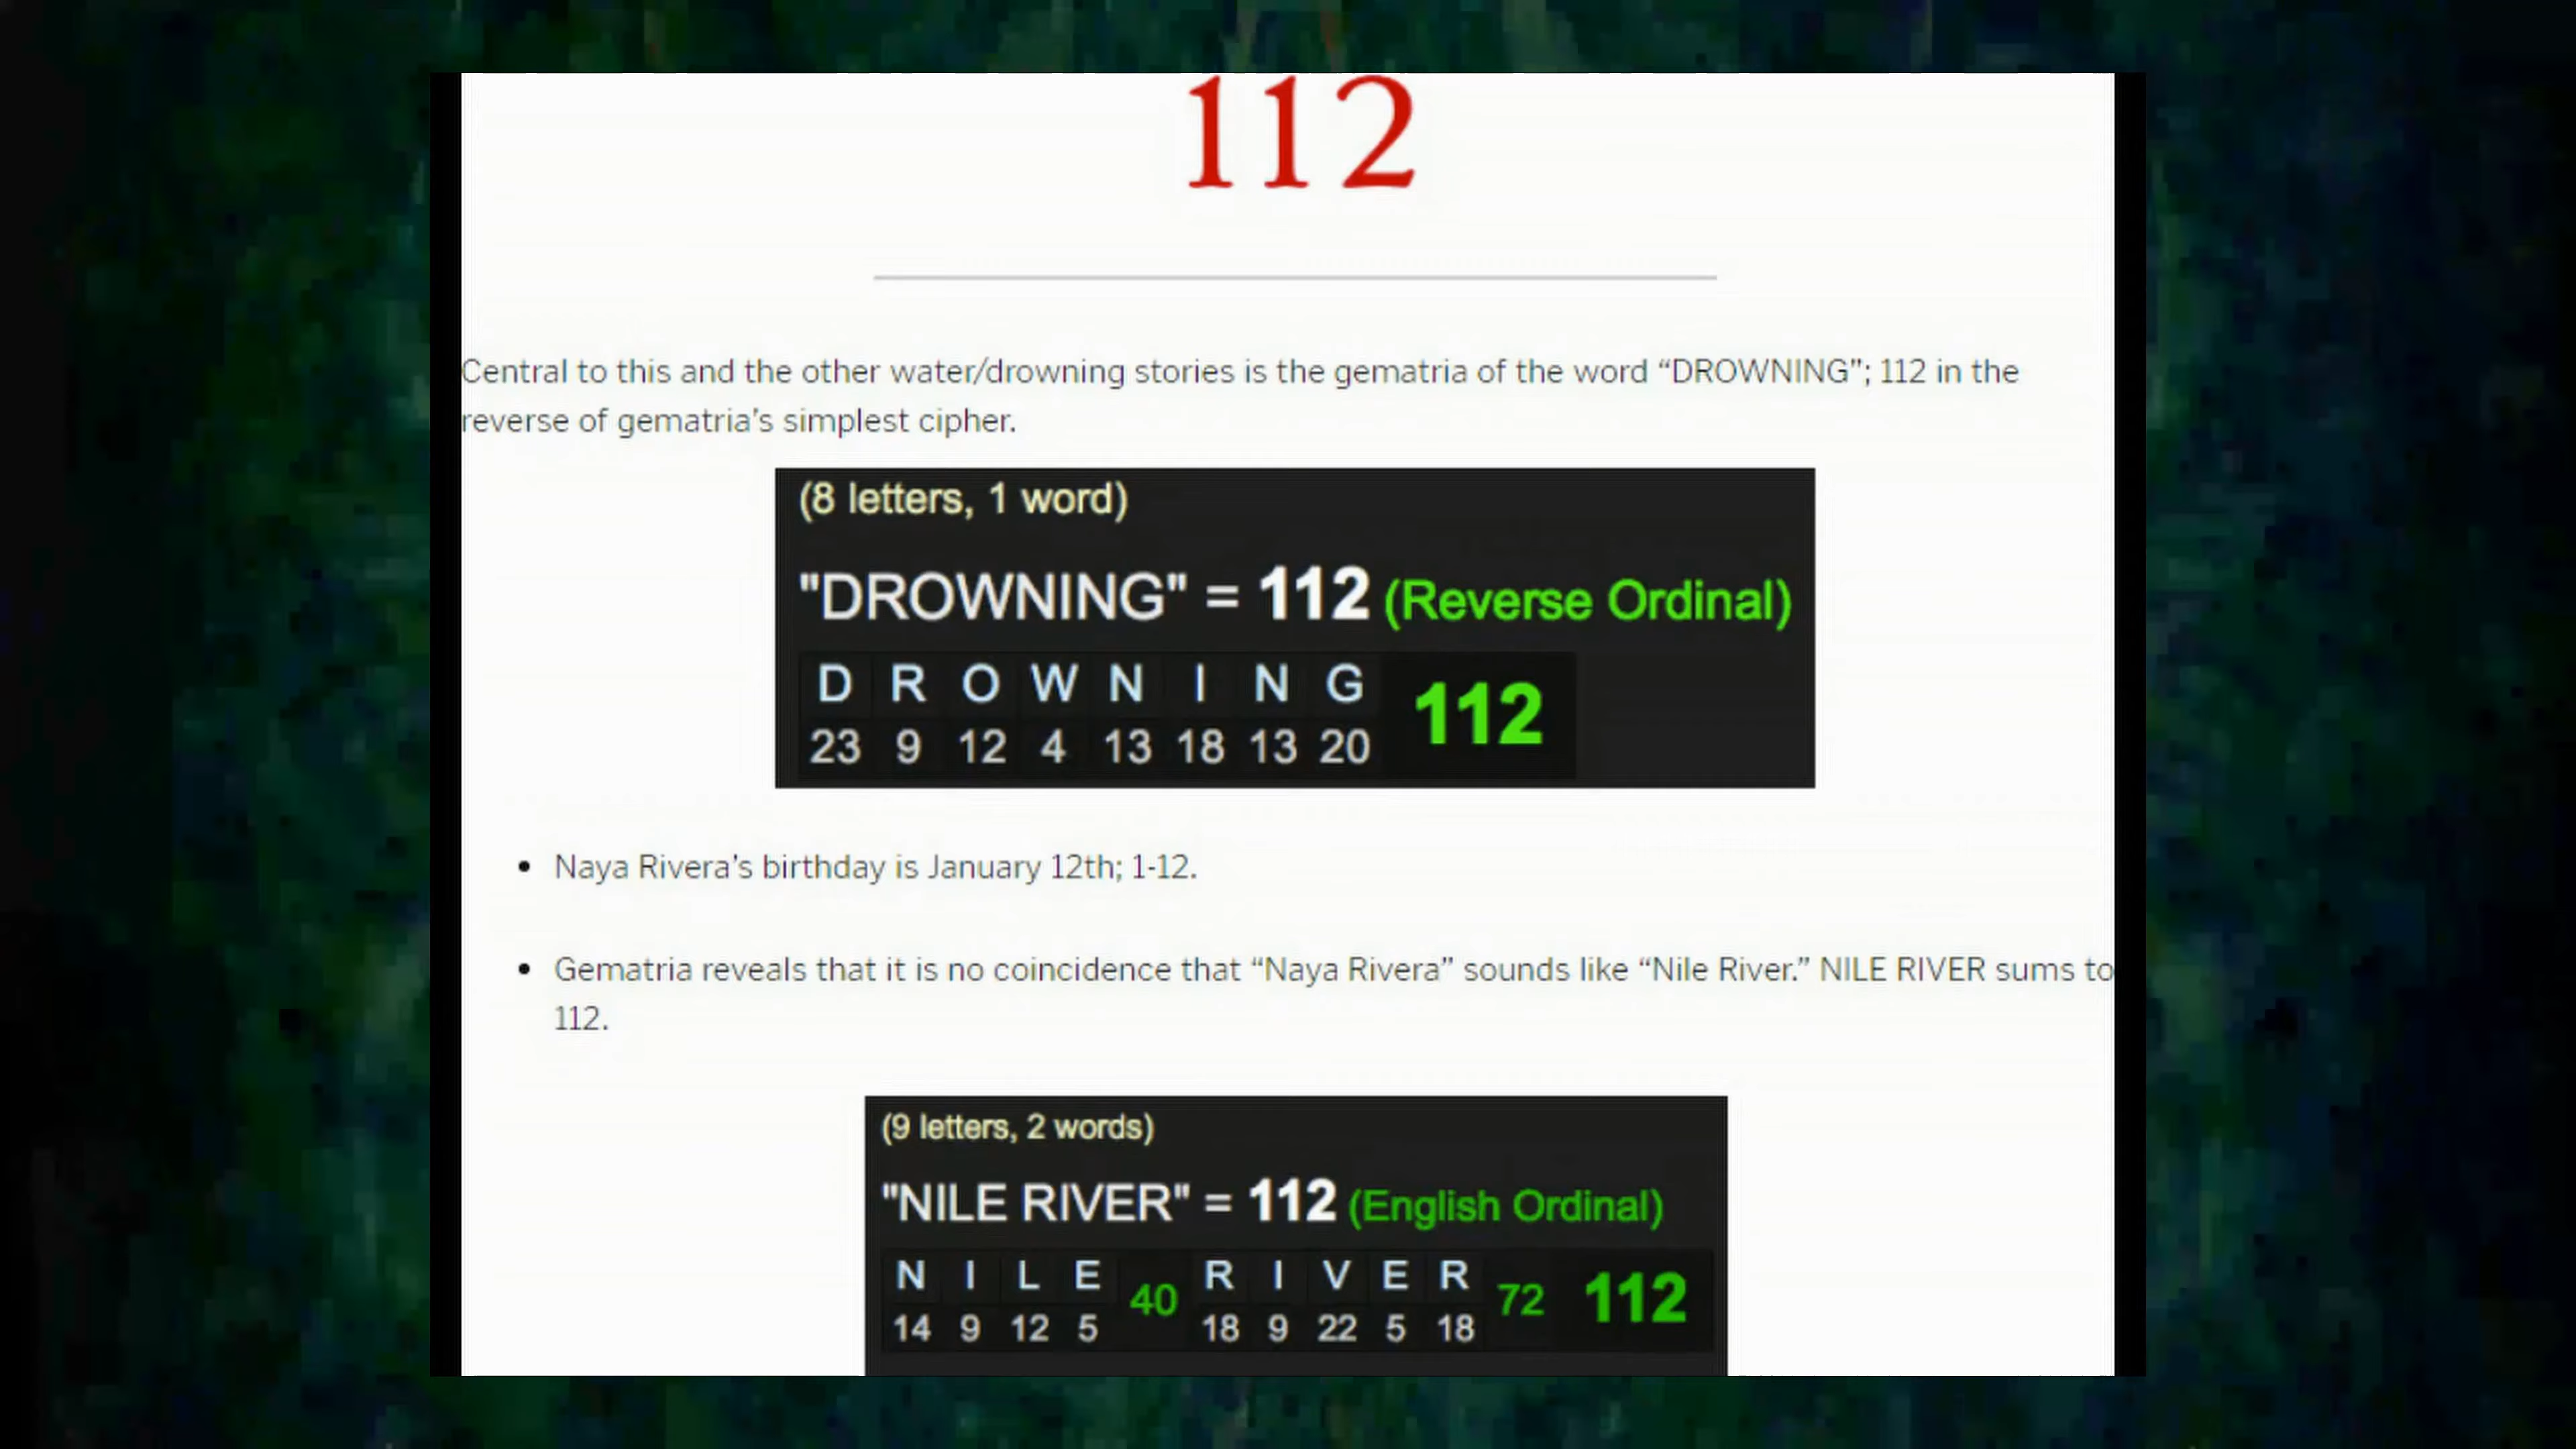 112
Central to this and the other water/drowning stories is the gematria of the word “DROWNING”; 112 in the
reverse of gematria’s simplest cipher.
(8 letters, 1 word)
"DROWNING" = 112 (Reverse Ordinal)
D R O W N I N G 112
23 9 12 4 13 18 13 20
• Naya Rivera’s birthday is January 12th; 1-12.
• Gematria reveals that it is no coincidence that “Naya Rivera” sounds like “Nile River.” NILE RIVER sums to
112.
(9 letters, 2 words)
"NILE RIVER" = 112 (English Ordinal)
N I L E 40 R I V E R 72 112
14 9 12 5 18 9 22 5 18